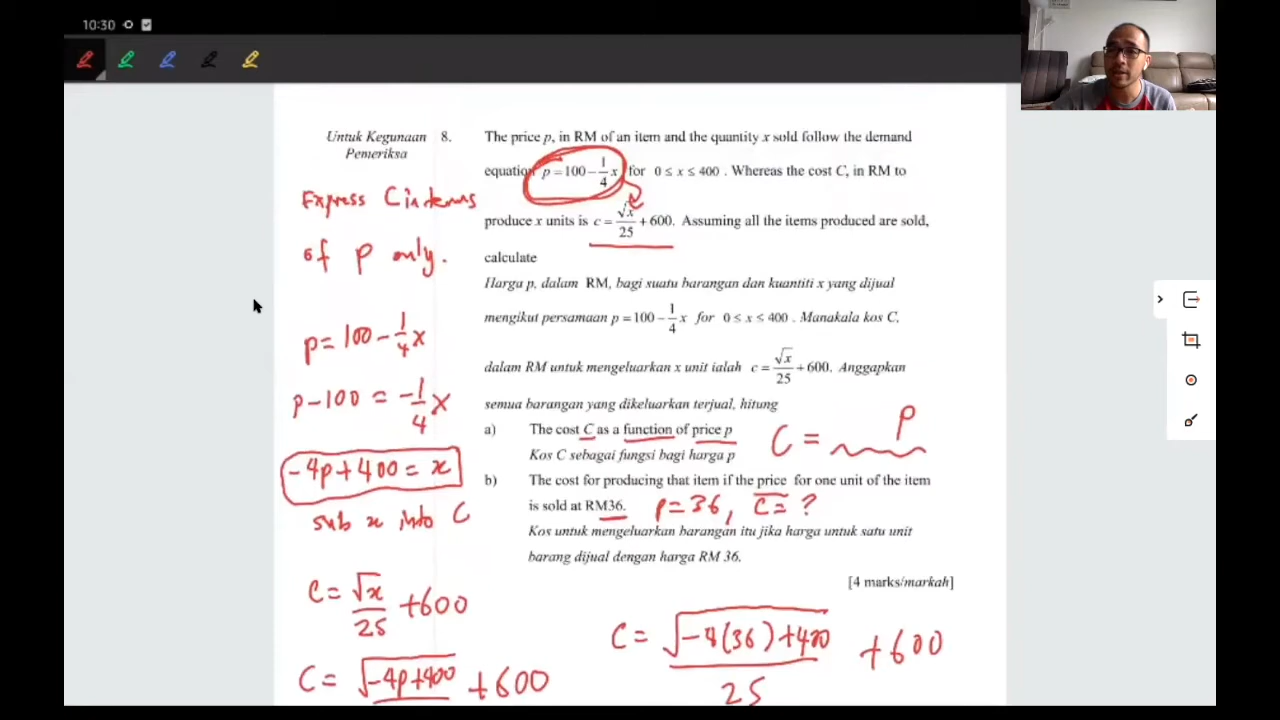 10:30
Untuk Kegunaan
Pemeriksa
8. The price p, in RM of an item and the quantity x sold follow the demand
equation p = 100 − 1/4 x for 0 ≤ x ≤ 400 . Whereas the cost C, in RM to
produce x units is c = √x/25 + 600. Assuming all the items produced are sold,
calculate
Harga p, dalam RM, bagi suatu barangan dan kuantiti x yang dijual
mengikut persamaan p = 100 − 1/4 x for 0 ≤ x ≤ 400 . Manakala kos C,
dalam RM untuk mengeluarkan x unit ialah c = √x/25 + 600. Anggapkan
semua barangan yang dikeluarkan terjual, hitung
a) The cost C as a function of price p
Kos C sebagai fungsi bagi harga p
C = p
b) The cost for producing that item if the price for one unit of the item
is sold at RM36. p = 36, C = ?
Kos untuk mengeluarkan barangan itu jika harga untuk satu unit
barang dijual dengan harga RM 36.
[4 marks/markah]
Express C in terms
of p only.
p = 100 − 1/4 x
p − 100 = −1/4 x
−4p + 400 = x
sub x into C
C = √x/25 + 600
C = √−4p+400 + 600
C = √−4(36)+400/25 + 600